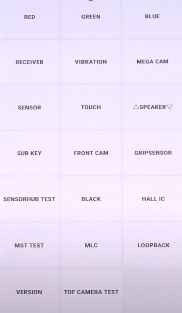 RED GREEN BLUE
RECEIVER VIBRATION MEGA CAM
SENSOR TOUCH △SPEAKER▽
SUB KEY FRONT CAM GRIPSENSOR
SENSORHUB TEST BLACK HALL IC
MST TEST MLC LOOPBACK
VERSION TOF CAMERA TEST